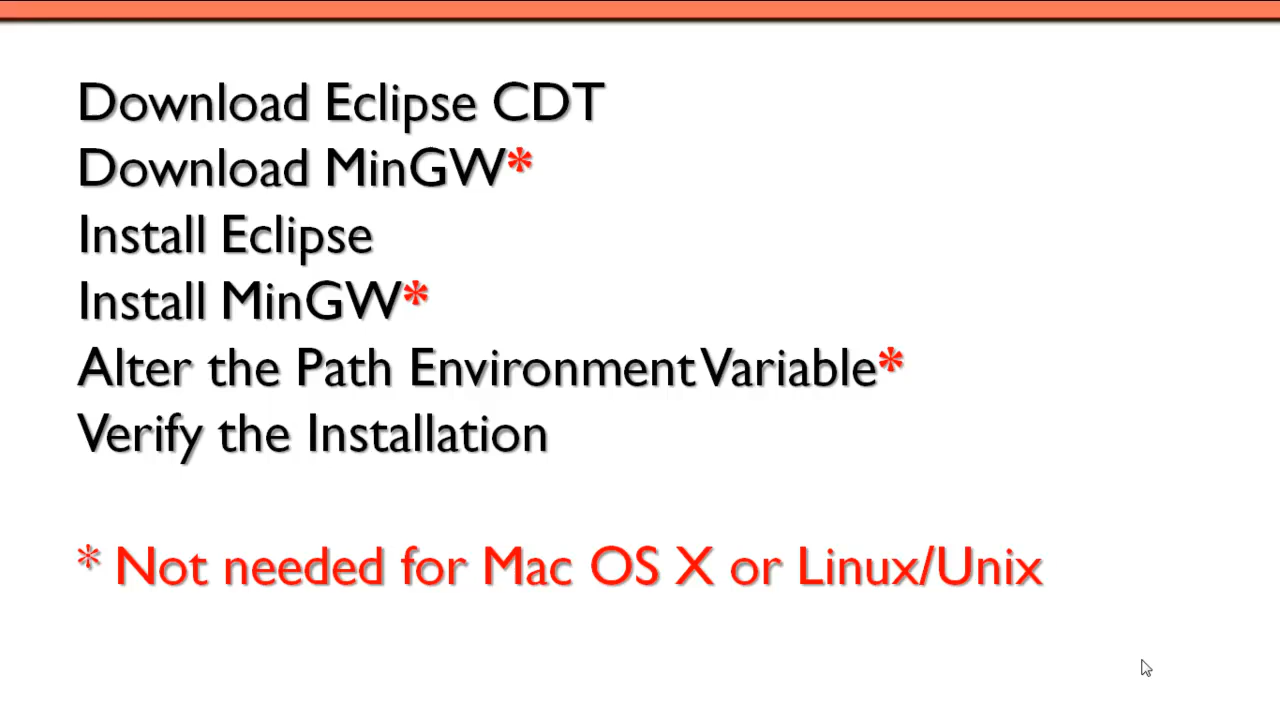 Download Eclipse CDT
Download MinGW*
Install Eclipse
Install MinGW*
Alter the Path Environment Variable*
Verify the Installation
* Not needed for Mac OS X or Linux/Unix